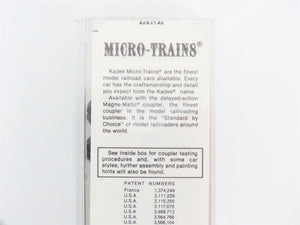 MICRO-TRAINS®
Kadee Micro-Trains® are the finest
model railroad cars available. Every
car has the craftsmanship and detail
you expect from the Kadee® name.
Available with the delayed-action
Magne-Matic® coupler, the finest
coupler in the model railroading
business. It is the "Standard by
Choice" of model railroaders around
the world.
See inside box for coupler testing
procedures and, with some car
styles, further assembly and painting
hints will also be found.
PATENT NUMBERS
France 1,374,249
U.S.A. 3,111,229
U.S.A. 3,115,255
U.S.A. 3,117,676
U.S.A. 3,469,713
U.S.A. 3,564,766
U.S.A. 3,566,104